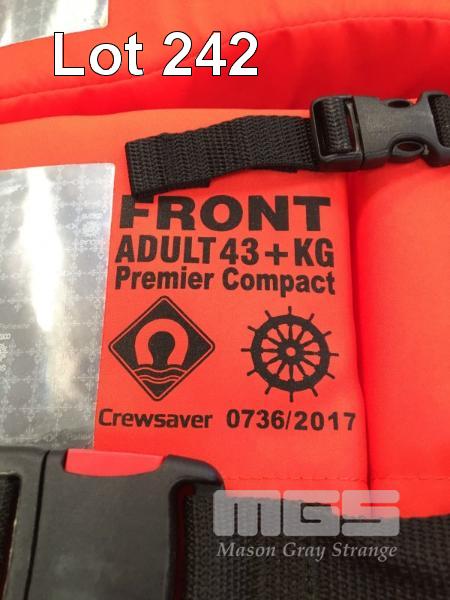 Lot 242
FRONT
ADULT 43 + KG
Premier Compact
Crewsaver 0736/2017
MGS
Mason Gray Strange